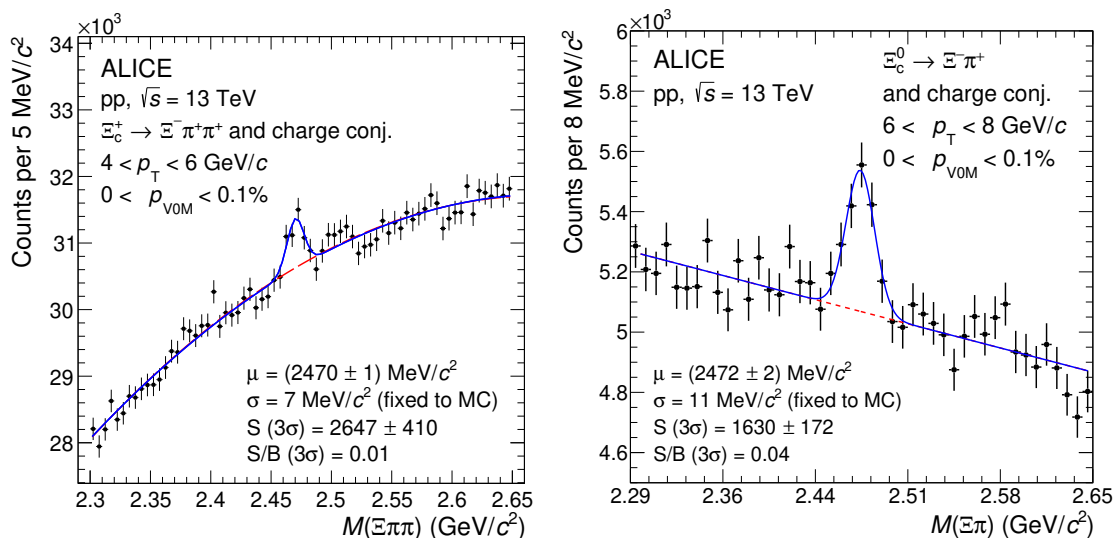 ×10³
34
33
32
31
30
29
28
Counts per 5 MeV/c²
ALICE
pp, √s = 13 TeV
Ξc⁺ → Ξ⁻π⁺π⁺ and charge conj.
4 < pT < 6 GeV/c
0 < pV0M < 0.1%
μ = (2470 ± 1) MeV/c²
σ = 7 MeV/c² (fixed to MC)
S (3σ) = 2647 ± 410
S/B (3σ) = 0.01
2.3 2.35 2.4 2.45 2.5 2.55 2.6 2.65
M(Ξππ) (GeV/c²)
×10³
6
5.8
5.6
5.4
5.2
5
4.8
4.6
Counts per 8 MeV/c²
ALICE
pp, √s = 13 TeV
Ξc⁰ → Ξ⁻π⁺
and charge conj.
6 < pT < 8 GeV/c
0 < pV0M < 0.1%
μ = (2472 ± 2) MeV/c²
σ = 11 MeV/c² (fixed to MC)
S (3σ) = 1630 ± 172
S/B (3σ) = 0.04
2.29 2.36 2.44 2.51 2.58 2.65
M(Ξπ) (GeV/c²)